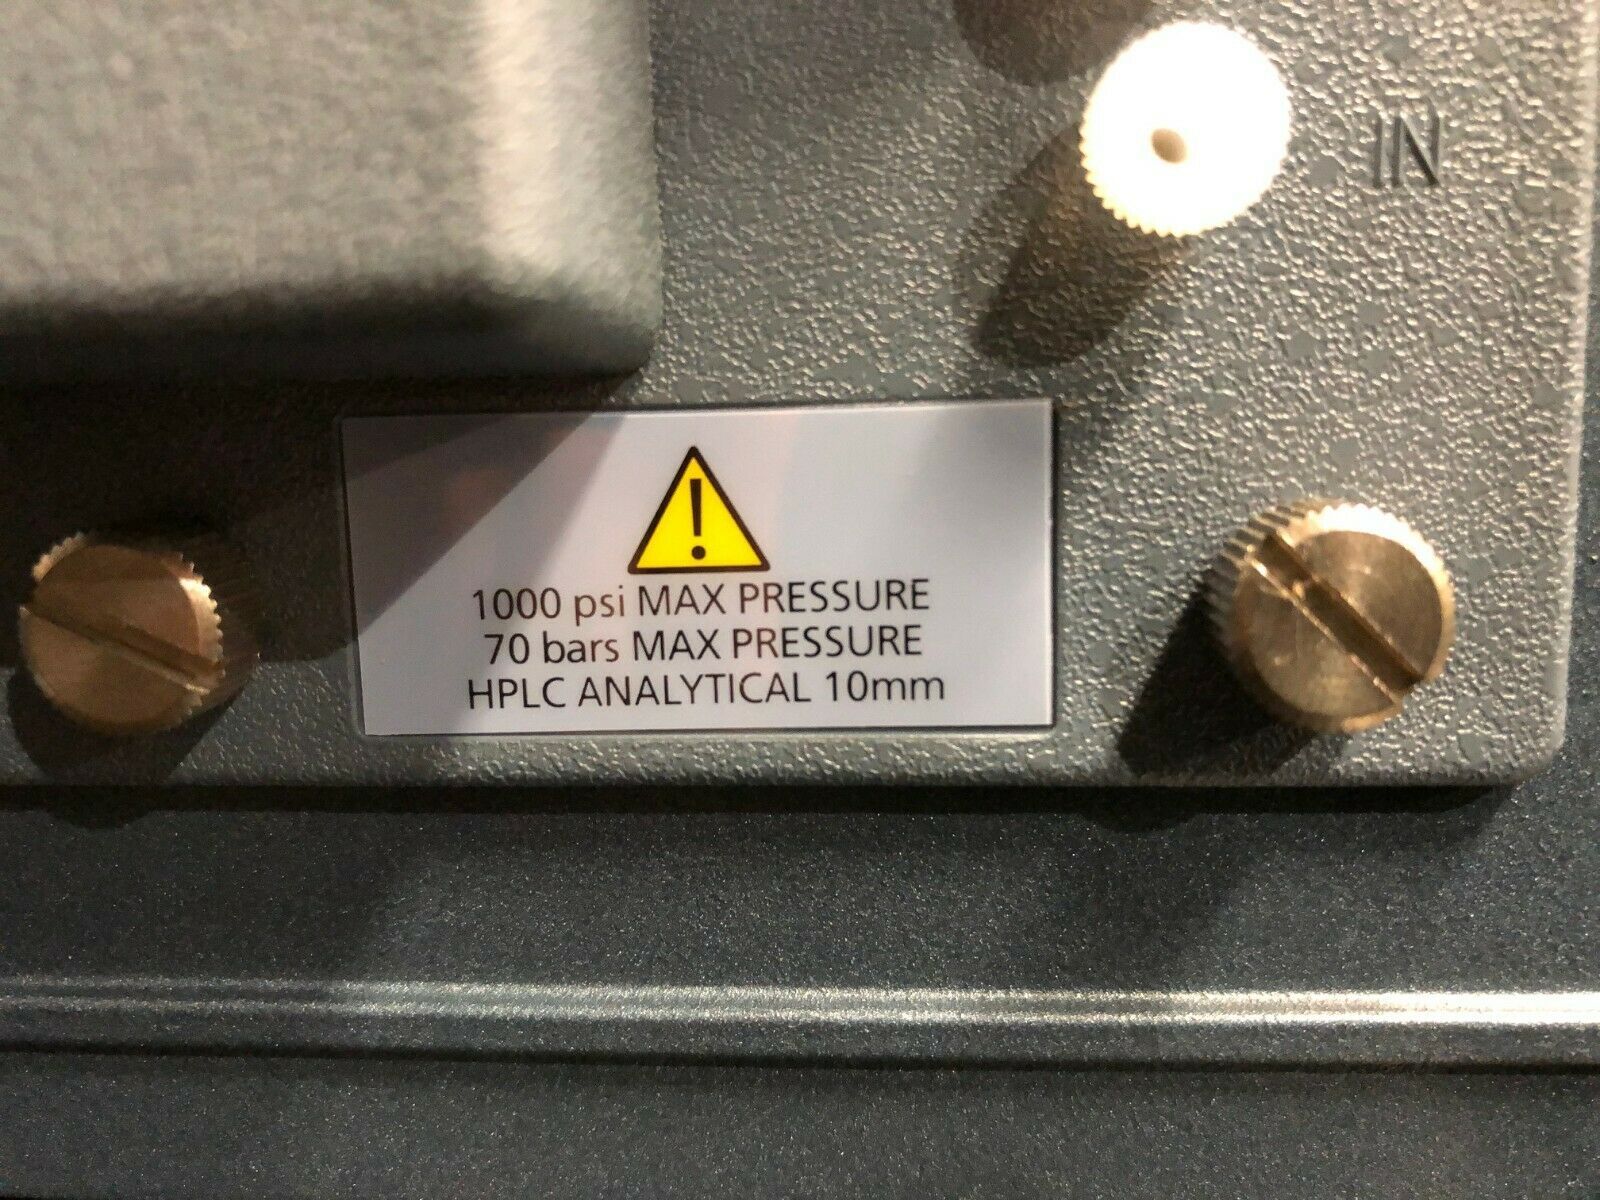 IN
!
1000 psi MAX PRESSURE
70 bars MAX PRESSURE
HPLC ANALYTICAL 10mm